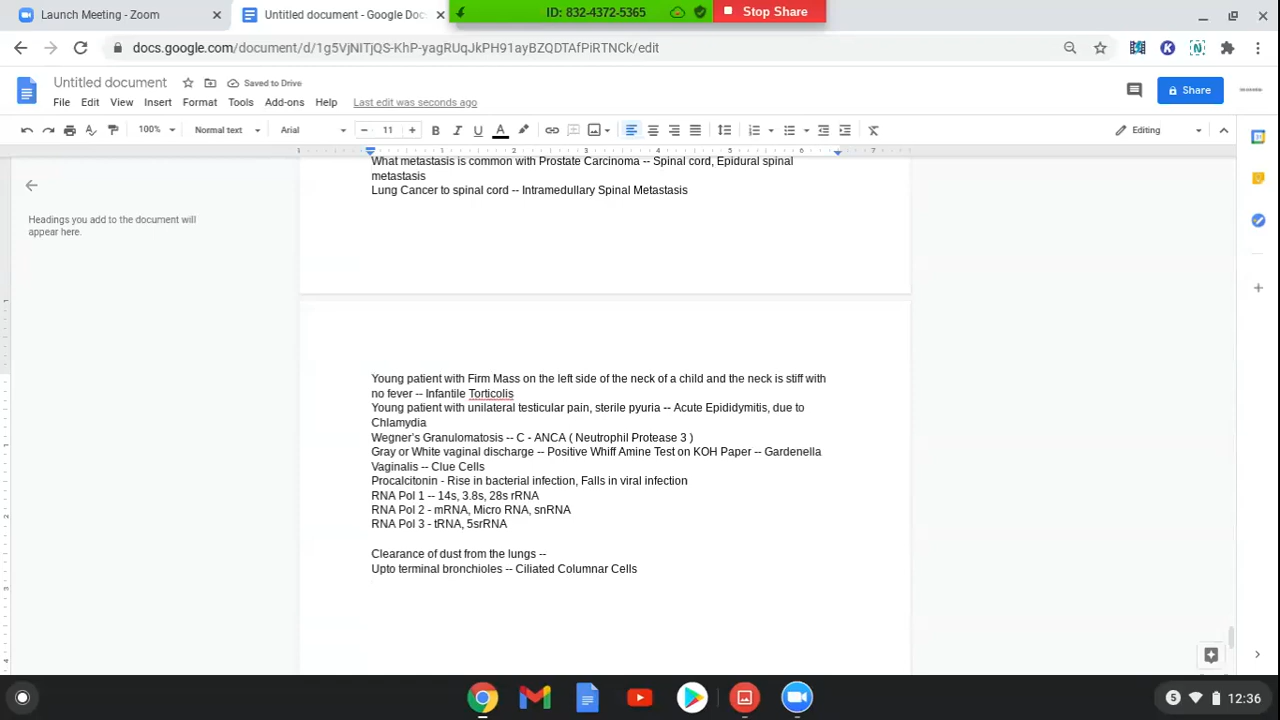 Launch Meeting - Zoom
Untitled document - Google Doc
ID: 832-4372-5365
Stop Share
docs.google.com/document/d/1g5VjNITjQS-KhP-yagRUqJkPH91ayBZQDTAfPiRTNCk/edit
Untitled document
Saved to Drive
File Edit View Insert Format Tools Add-ons Help Last edit was seconds ago
Share
100% Normal text Arial 11 Editing
What metastasis is common with Prostate Carcinoma -- Spinal cord, Epidural spinal
metastasis
Lung Cancer to spinal cord -- Intramedullary Spinal Metastasis
Headings you add to the document will
appear here.
Young patient with Firm Mass on the left side of the neck of a child and the neck is stiff with
no fever -- Infantile Torticolis
Young patient with unilateral testicular pain, sterile pyuria -- Acute Epididymitis, due to
Chlamydia
Wegner's Granulomatosis -- C - ANCA ( Neutrophil Protease 3 )
Gray or White vaginal discharge -- Positive Whiff Amine Test on KOH Paper -- Gardenella
Vaginalis -- Clue Cells
Procalcitonin - Rise in bacterial infection, Falls in viral infection
RNA Pol 1 -- 14s, 3.8s, 28s rRNA
RNA Pol 2 - mRNA, Micro RNA, snRNA
RNA Pol 3 - tRNA, 5srRNA
Clearance of dust from the lungs --
Upto terminal bronchioles -- Ciliated Columnar Cells
5 12:36